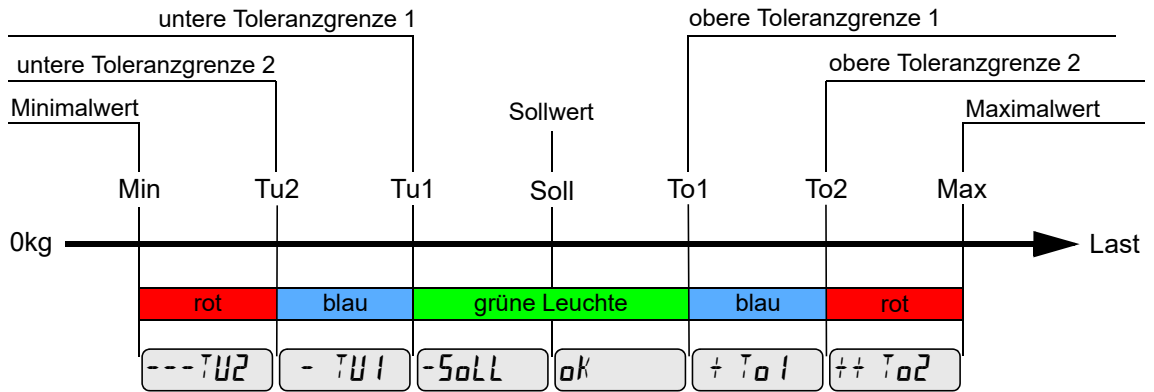 untere Toleranzgrenze 1
obere Toleranzgrenze 1
untere Toleranzgrenze 2
obere Toleranzgrenze 2
Minimalwert
Sollwert
Maximalwert
Min Tu2 Tu1 Soll To1 To2 Max
0kg Last
rot blau grüne Leuchte blau rot
---TU2 - TU1 -SoLL oK + To1 ++ To2